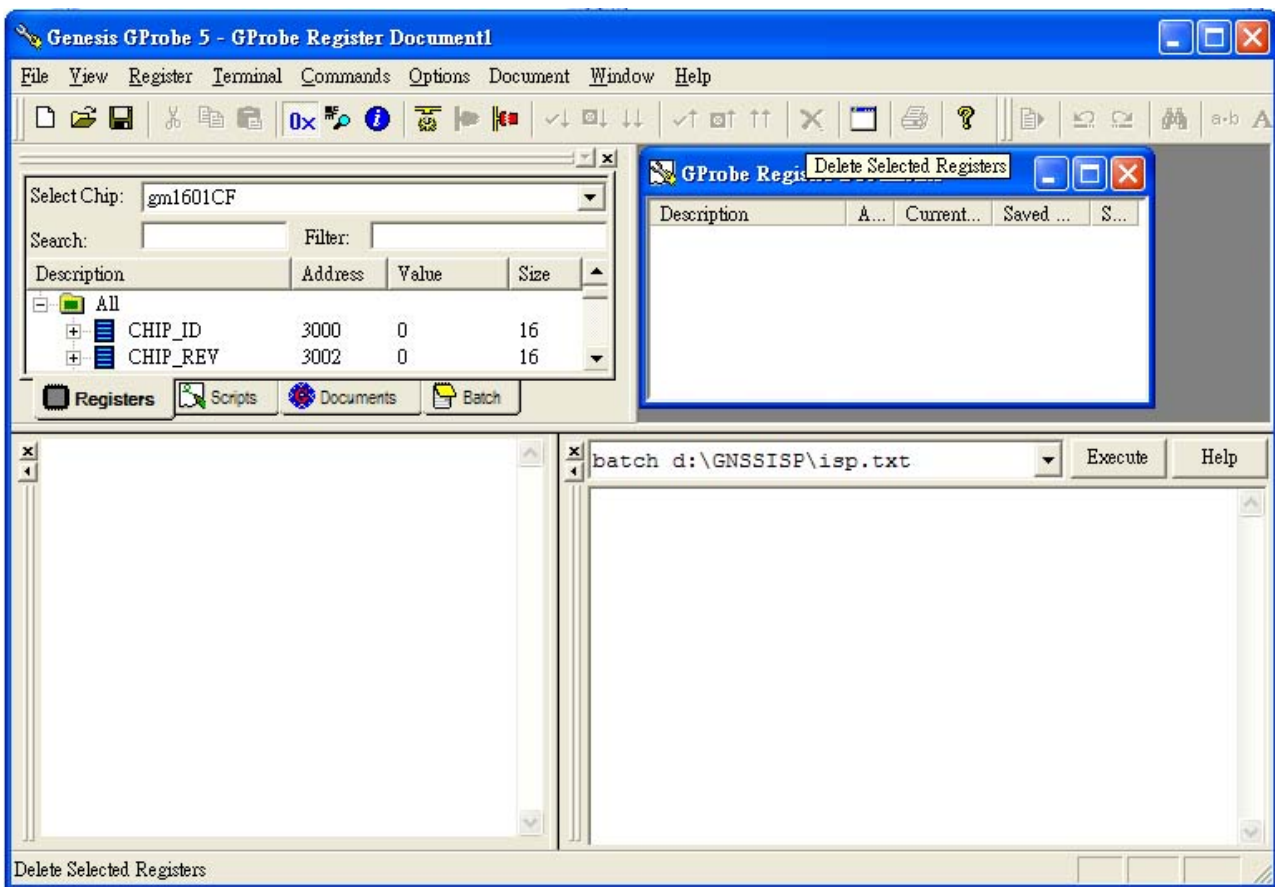 Genesis GProbe 5 - GProbe Register Document1
File View Register Terminal Commands Options Document Window Help
0x a-b A
Select Chip: gm1601CF
Search: Filter:
Description Address Value Size
All
CHIP_ID 3000 0 16
CHIP_REV 3002 0 16
Registers Scripts Documents Batch
GProbe Regis
Delete Selected Registers
Description A... Current... Saved ... S...
batch d:\GNSSISP\isp.txt Execute Help
Delete Selected Registers